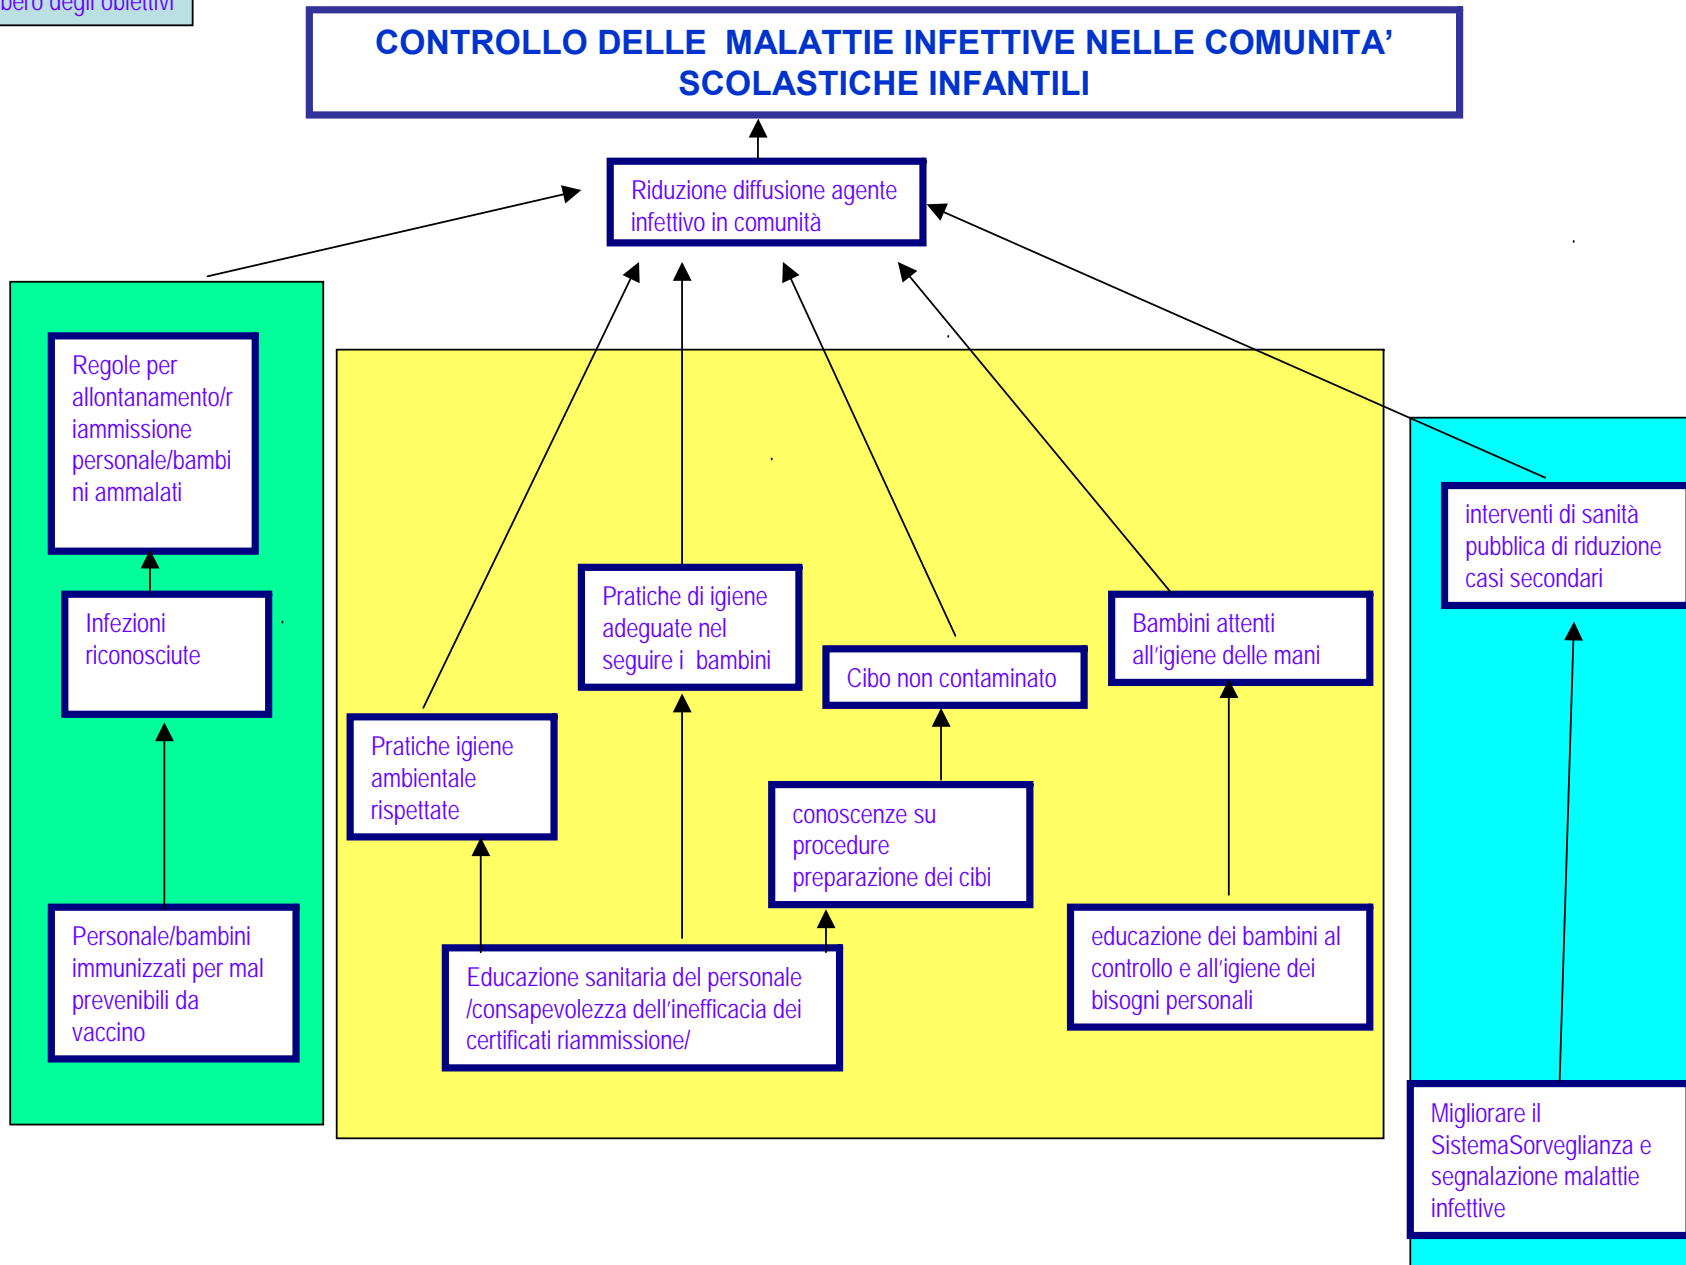 degli obiettivi
CONTROLLO DELLE MALATTIE INFETTIVE NELLE COMUNITA’
SCOLASTICHE INFANTILI
Riduzione diffusione agente
infettivo in comunità
Regole per
allontanamento/r
iammissione
personale/bambi
ni ammalati
Infezioni
riconosciute
Personale/bambini
immunizzati per mal
prevenibili da
vaccino
Pratiche igiene
ambientale
rispettate
Pratiche di igiene
adeguate nel
seguire i bambini
Cibo non contaminato
conoscenze su
procedure
preparazione dei cibi
Educazione sanitaria del personale
/consapevolezza dell’inefficacia dei
certificati riammissione/
Bambini attenti
all’igiene delle mani
educazione dei bambini al
controllo e all’igiene dei
bisogni personali
interventi di sanità
pubblica di riduzione
casi secondari
Migliorare il
SistemaSorveglianza e
segnalazione malattie
infettive